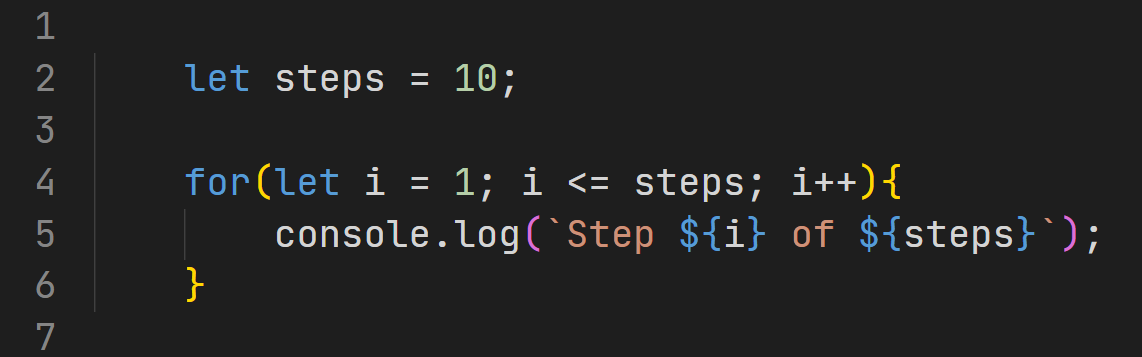 1
2 let steps = 10;
3
4 for(let i = 1; i <= steps; i++){
5 console.log(`Step ${i} of ${steps}`);
6 }
7